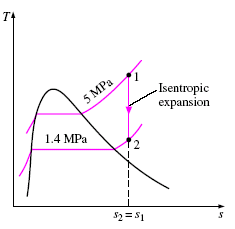 T
5 MPa
1
Isentropic
expansion
1.4 MPa
2
s₂ = s₁
s